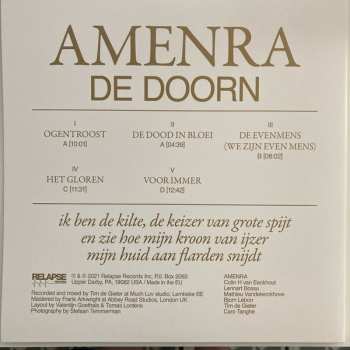 AMENRA
DE DOORN
I
OGENTROOST
A [10:01]
II
DE DOOD IN BLOEI
A [04:39]
III
DE EVENMENS
(WE ZIJN EVEN MENS)
B [08:02]
IV
HET GLOREN
C [11:31]
V
VOOR IMMER
D [12:42]
ik ben de kilte, de keizer van grote spijt
en zie hoe mijn kroon van ijzer
mijn huid aan flarden snijdt
RELAPSE
℗ & © 2021 Relapse Records Inc. P.O. Box 2060
Upper Darby, PA, 19082 USA / Made in the EU
Recorded and mixed by Tim de Gieter at Much Luv studio, Lembeke BE
Mastered by Frank Arkwright at Abbey Road Studios, London UK
Layout by Valentijn Goethals & Tomas Lootens
Photography by Stefaan Temmerman
AMENRA
Colin H van Eeckhout
Lennart Bossu
Mathieu Vandekerckhove
Bjorn Lebon
Tim de Gieter
Caro Tanghe